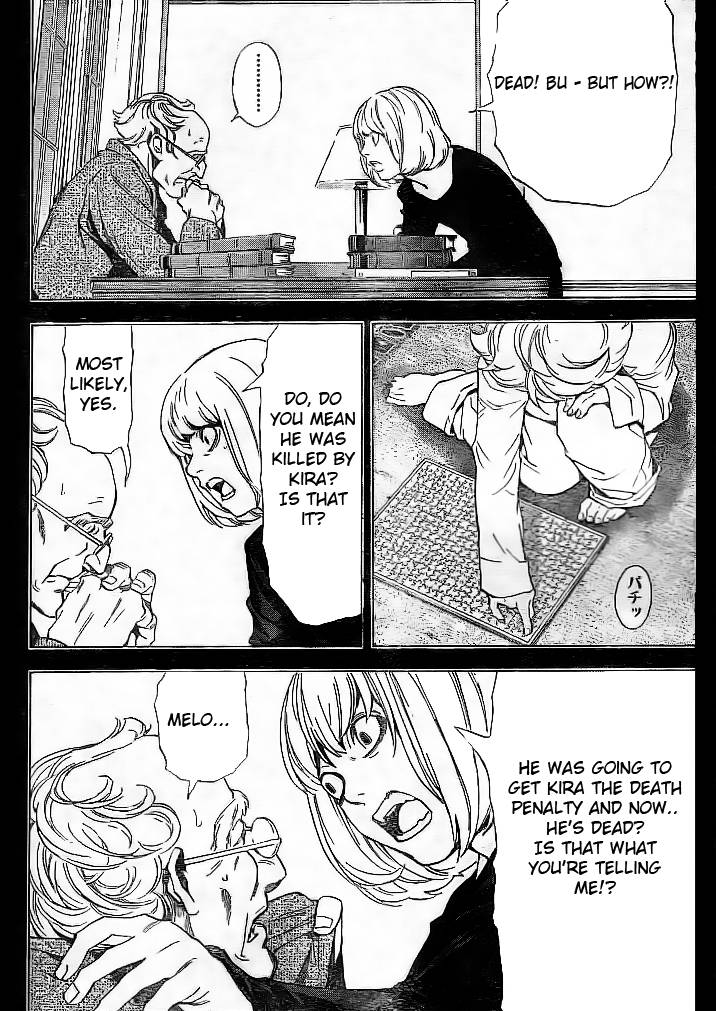 DEAD! BU - BUT HOW?!
.........
MOST
LIKELY,
YES.
DO, DO
YOU MEAN
HE WAS
KILLED BY
KIRA?
IS THAT
IT?
パチッ
MELO...
HE WAS GOING TO
GET KIRA THE DEATH
PENALTY AND NOW..
HE'S DEAD?
IS THAT WHAT
YOU'RE TELLING
ME!?